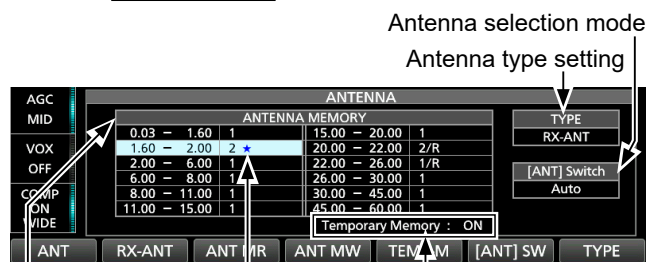 Antenna selection mode
Antenna type setting
ANTENNA
AGC
MID
VOX
OFF
COMP
ON
WIDE
ANTENNA MEMORY
0.03 – 1.60 1
1.60 – 2.00 2 ★
2.00 – 6.00 1
6.00 – 8.00 1
8.00 – 11.00 1
11.00 – 15.00 1
15.00 – 20.00 1
20.00 – 22.00 2/R
22.00 – 26.00 1/R
26.00 – 30.00 1
30.00 – 45.00 1
45.00 – 60.00 1
Temporary Memory : ON
TYPE
RX-ANT
[ANT] Switch
Auto
ANT RX-ANT ANT MR ANT MW TEMP-M [ANT] SW TYPE